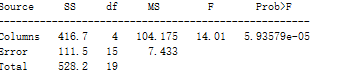 Source SS df MS F Prob>F
Columns 416.7 4 104.175 14.01 5.93579e-05
Error 111.5 15 7.433
Total 528.2 19